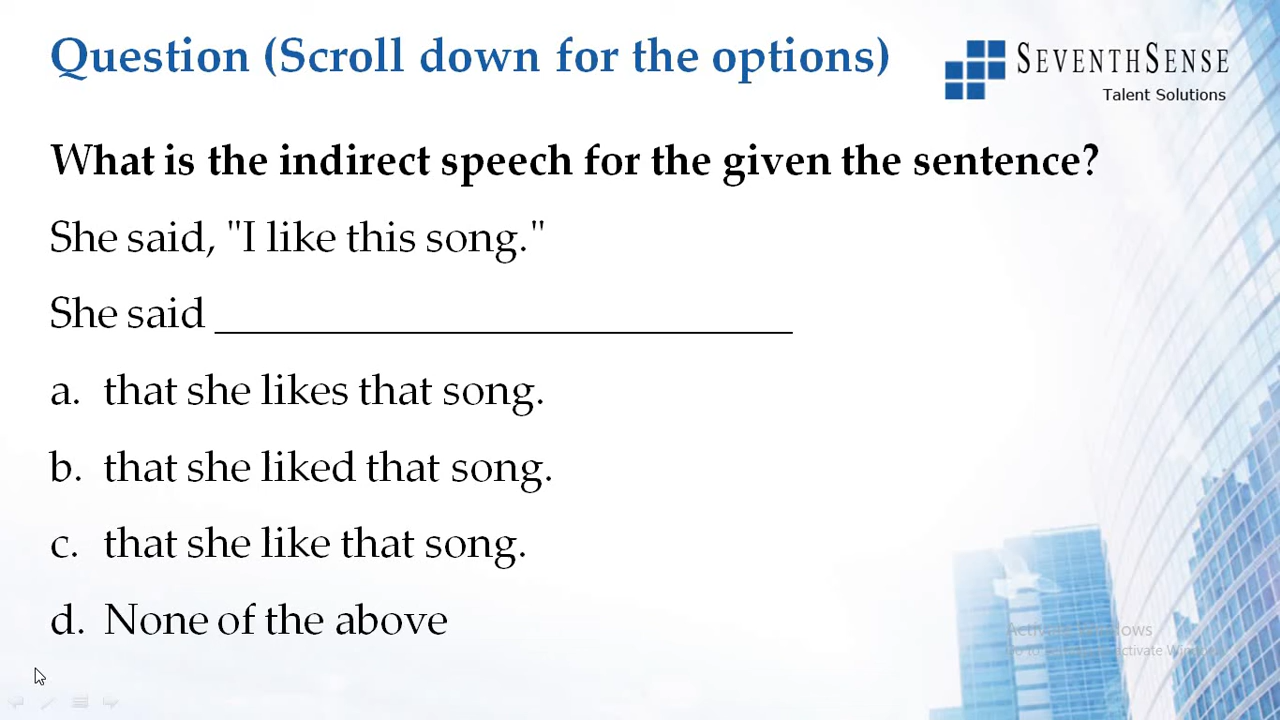 Question (Scroll down for the options)
SEVENTHSENSE
Talent Solutions
What is the indirect speech for the given the sentence?
She said, "I like this song."
She said ___________________________
a. that she likes that song.
b. that she liked that song.
c. that she like that song.
d. None of the above